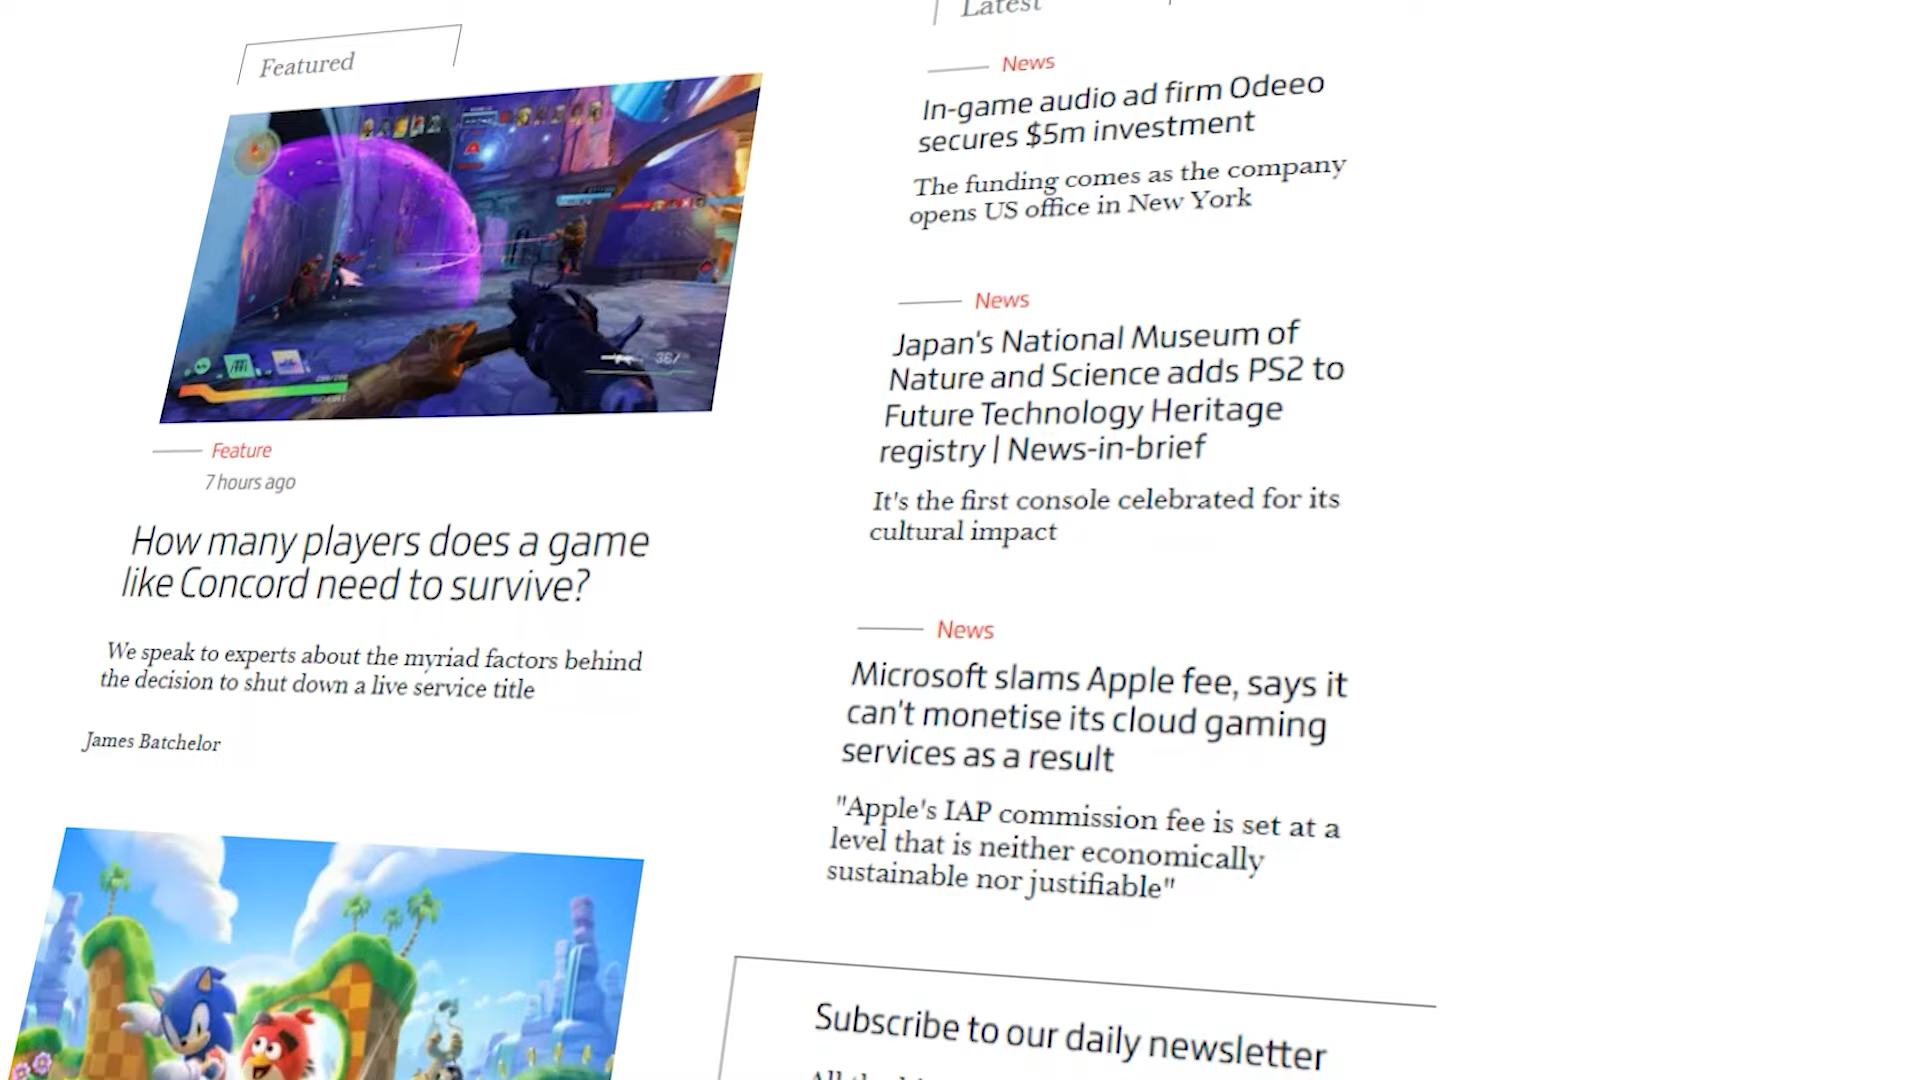 Featured
Feature
7 hours ago
How many players does a game
like Concord need to survive?
We speak to experts about the myriad factors behind
the decision to shut down a live service title
James Batchelor
Latest
News
In-game audio ad firm Odeeo
secures $5m investment
The funding comes as the company
opens US office in New York
News
Japan's National Museum of
Nature and Science adds PS2 to
Future Technology Heritage
registry | News-in-brief
It's the first console celebrated for its
cultural impact
News
Microsoft slams Apple fee, says it
can't monetise its cloud gaming
services as a result
"Apple's IAP commission fee is set at a
level that is neither economically
sustainable nor justifiable"
Subscribe to our daily newsletter